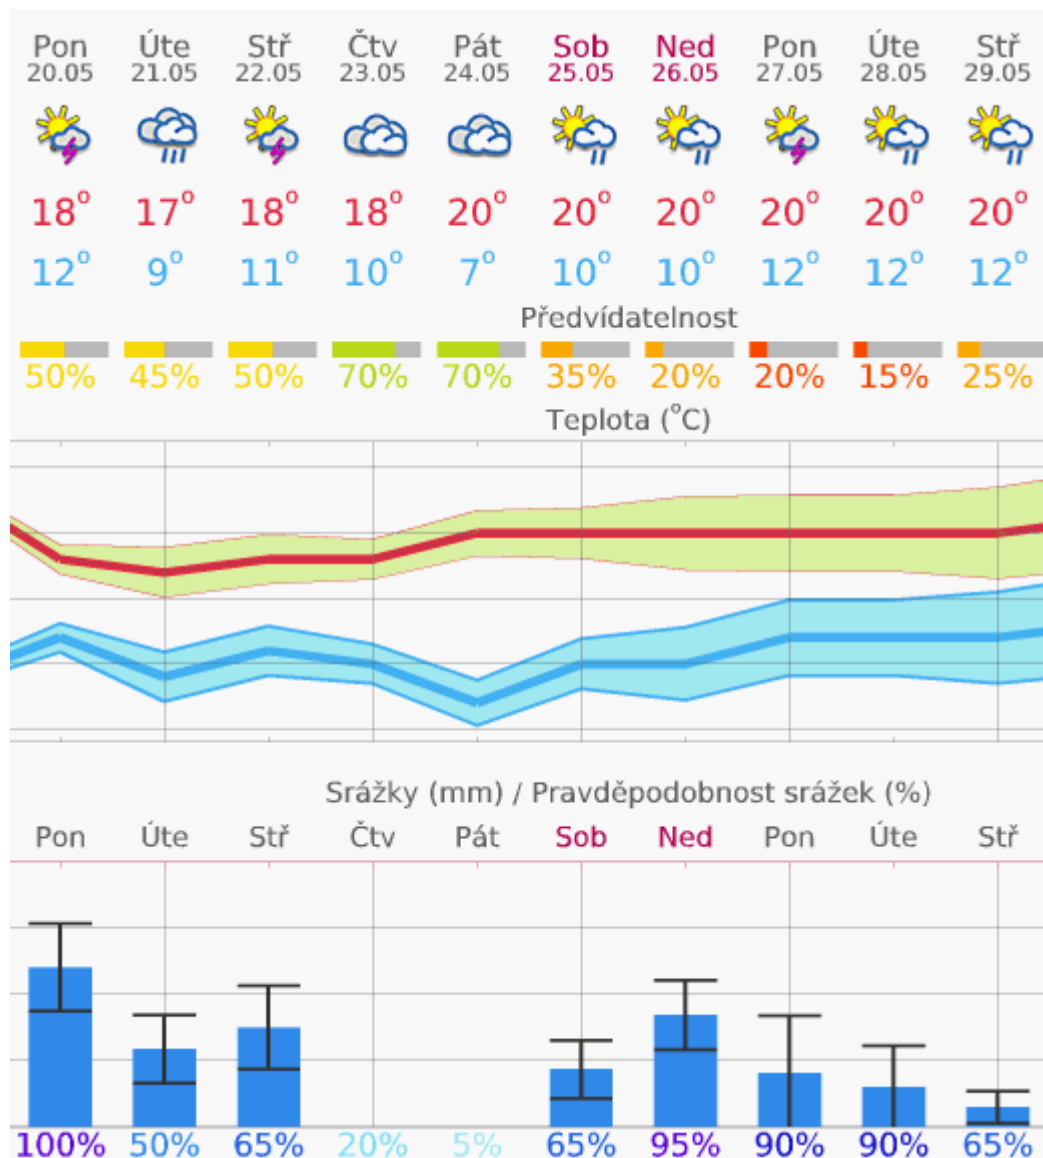 Pon Úte Stř Čtv Pát Sob Ned Pon Úte Stř
20.05 21.05 22.05 23.05 24.05 25.05 26.05 27.05 28.05 29.05
18° 17° 18° 18° 20° 20° 20° 20° 20° 20°
12° 9° 11° 10° 7° 10° 10° 12° 12° 12°
Předvídatelnost
50% 45% 50% 70% 70% 35% 20% 20% 15% 25%
Teplota (°C)
Srážky (mm) / Pravděpodobnost srážek (%)
Pon Úte Stř Čtv Pát Sob Ned Pon Úte Stř
100% 50% 65% 20% 5% 65% 95% 90% 90% 65%